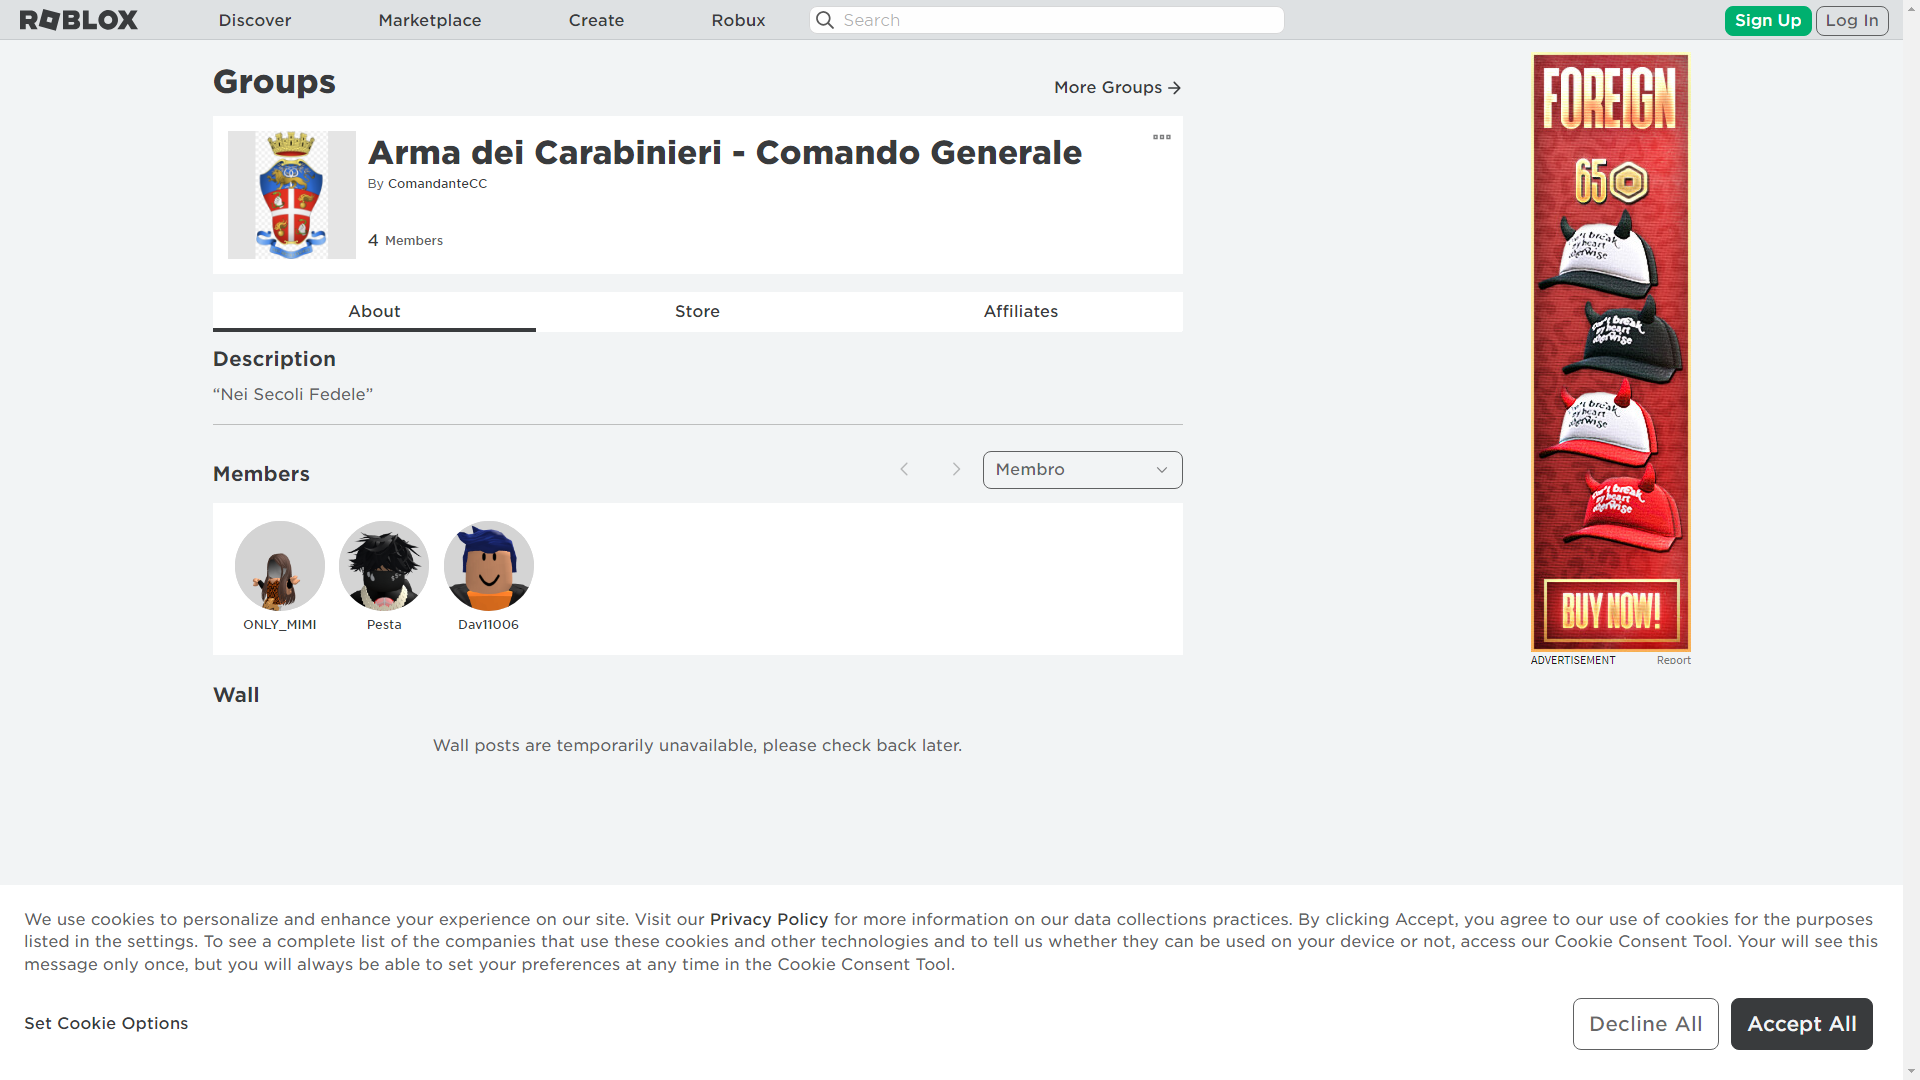 ROBLOX
Discover
Marketplace
Create
Robux
Search
Sign Up
Log In
Groups
More Groups
Arma dei Carabinieri - Comando Generale
By ComandanteCC
4 Members
About
Store
Affiliates
Description
“Nei Secoli Fedele”
Members
Membro
ONLY_MIMI
Pesta
Dav11006
Wall
Wall posts are temporarily unavailable, please check back later.
FOREIGN
65
BUY NOW!
ADVERTISEMENT
Report
We use cookies to personalize and enhance your experience on our site. Visit our Privacy Policy for more information on our data collections practices. By clicking Accept, you agree to our use of cookies for the purposes
listed in the settings. To see a complete list of the companies that use these cookies and other technologies and to tell us whether they can be used on your device or not, access our Cookie Consent Tool. Your will see this
message only once, but you will always be able to set your preferences at any time in the Cookie Consent Tool.
Set Cookie Options
Decline All
Accept All